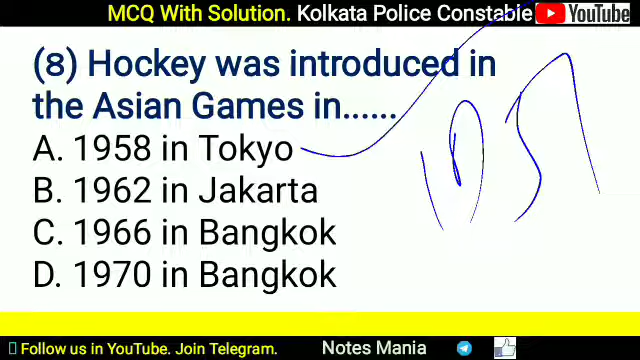 MCQ With Solution. Kolkata Police Constable YouTube
(8) Hockey was introduced in
the Asian Games in......
A. 1958 in Tokyo
B. 1962 in Jakarta
C. 1966 in Bangkok
D. 1970 in Bangkok
Follow us in YouTube. Join Telegram. Notes Mania